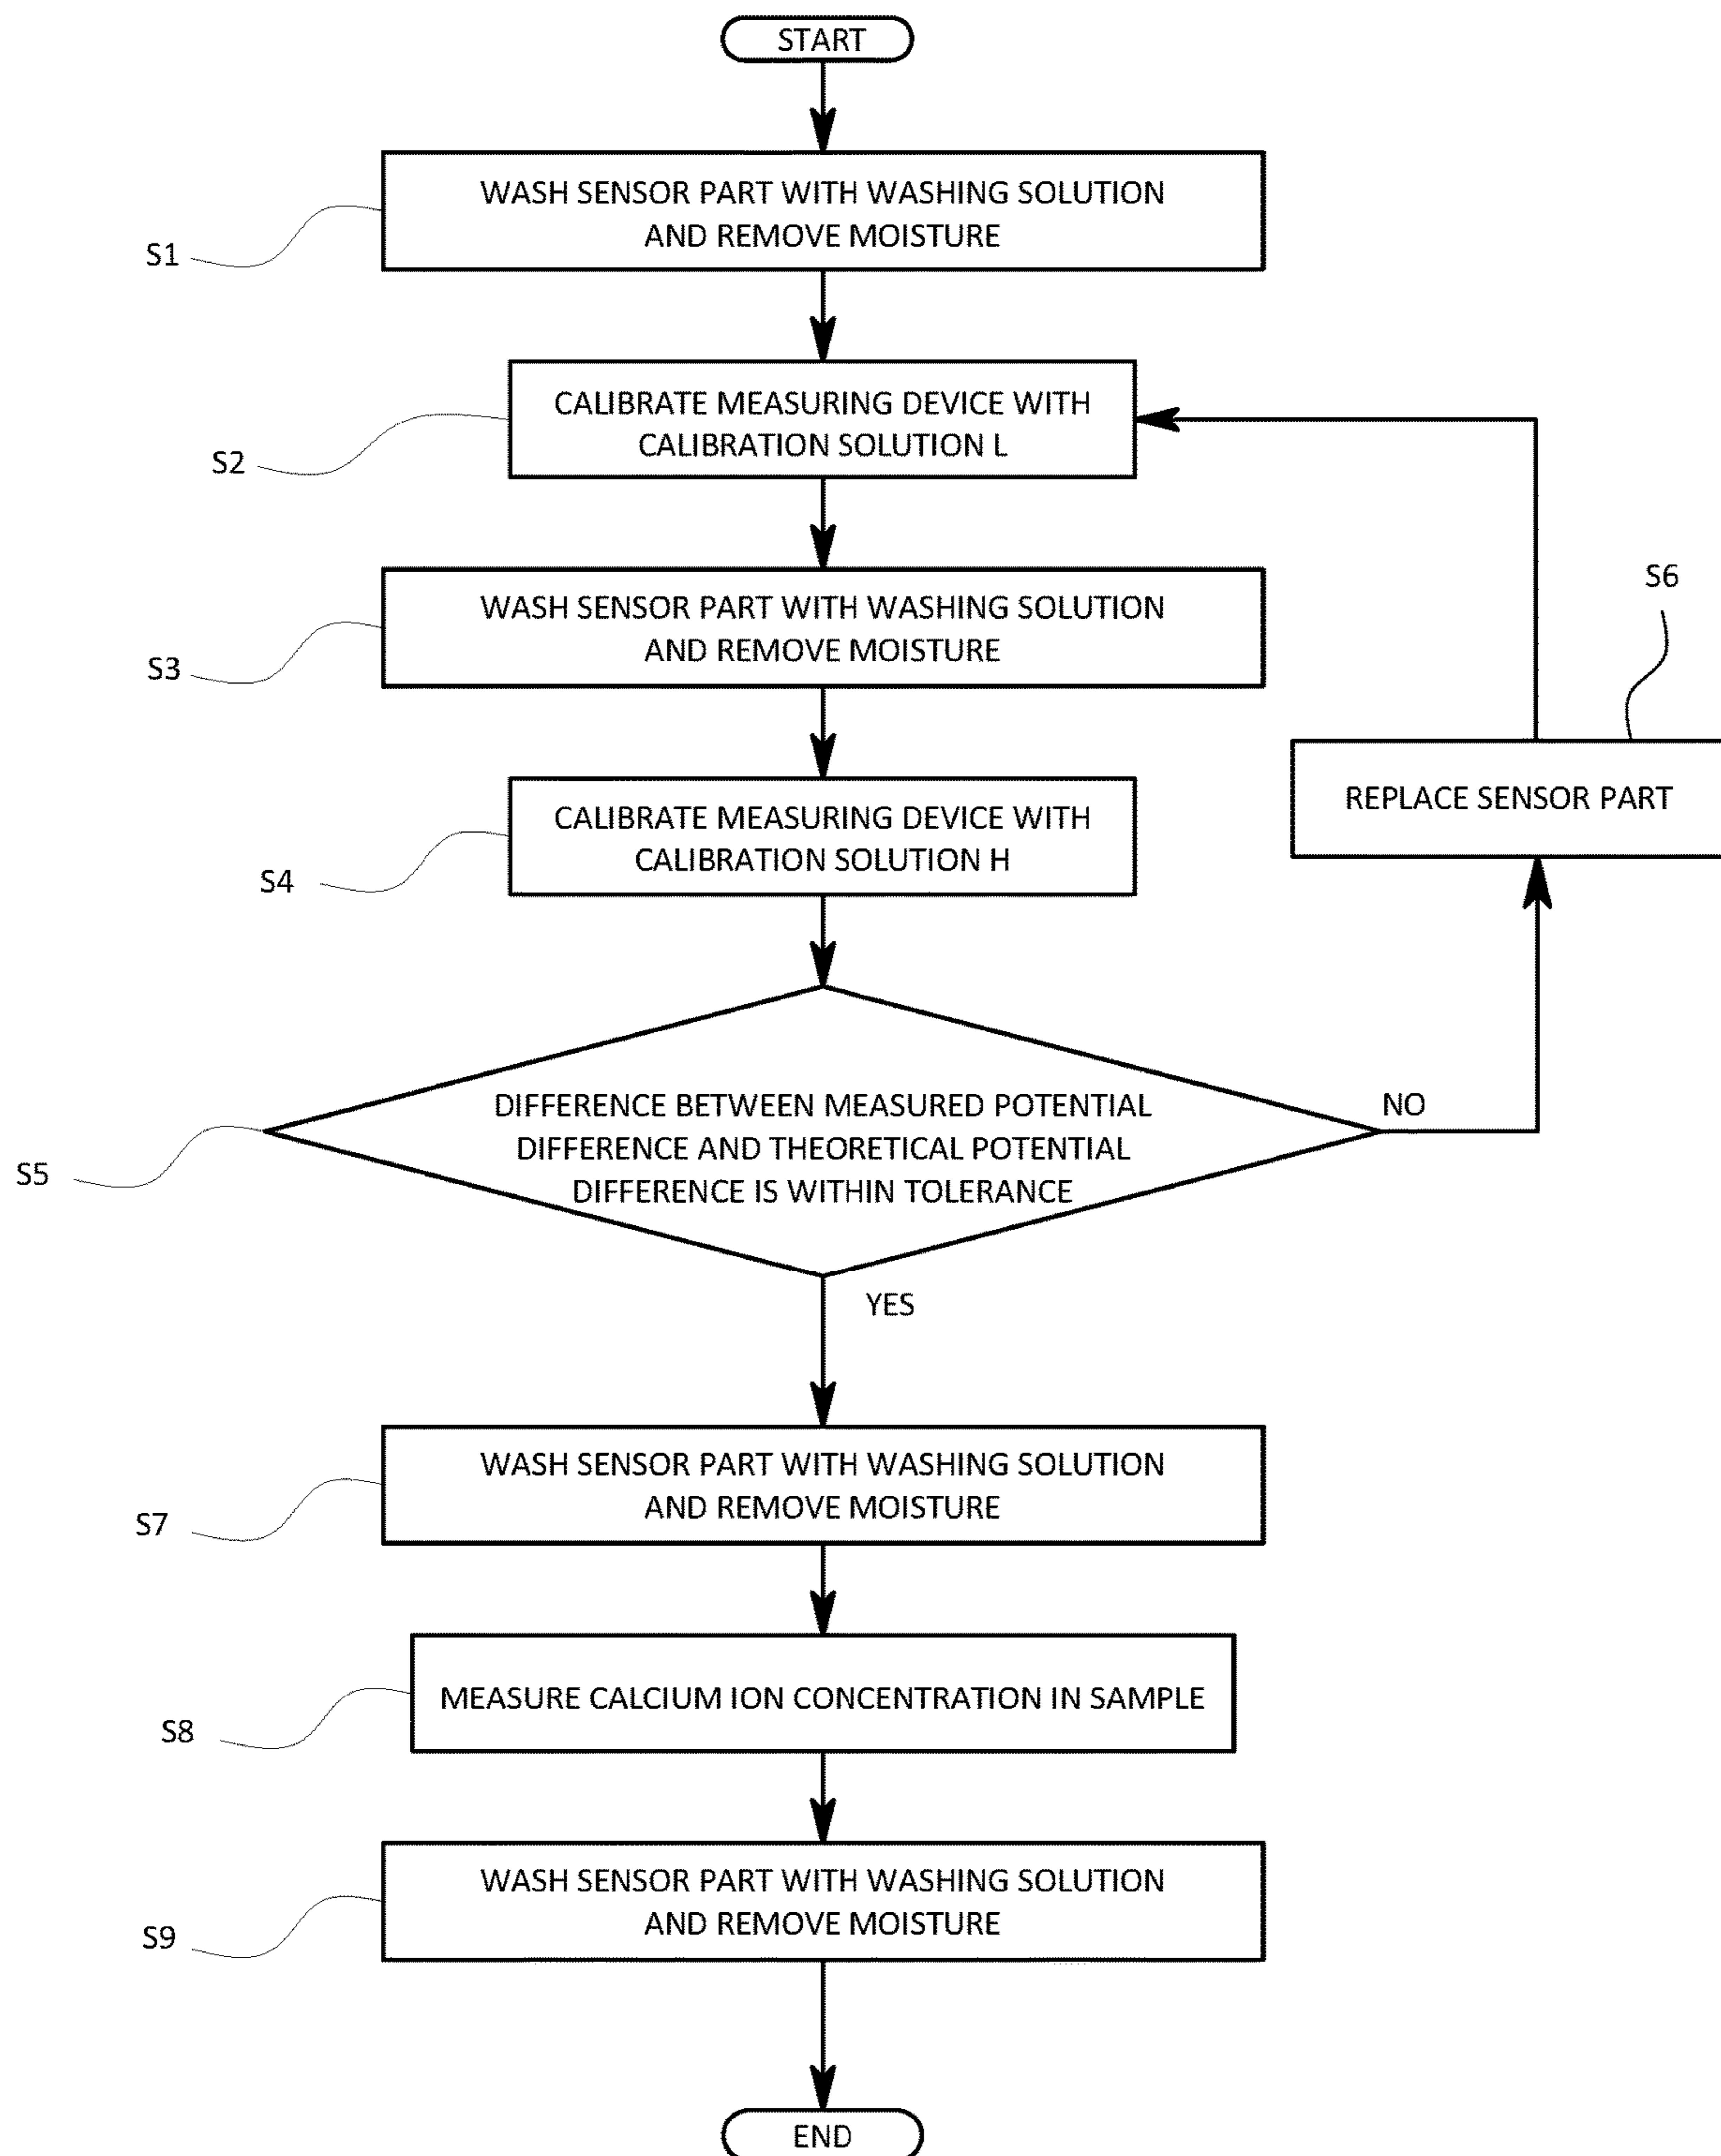 START
WASH SENSOR PART WITH WASHING SOLUTION
AND REMOVE MOISTURE
S1
CALIBRATE MEASURING DEVICE WITH
CALIBRATION SOLUTION L
S2
WASH SENSOR PART WITH WASHING SOLUTION
AND REMOVE MOISTURE
S3
S6
REPLACE SENSOR PART
CALIBRATE MEASURING DEVICE WITH
CALIBRATION SOLUTION H
S4
DIFFERENCE BETWEEN MEASURED POTENTIAL
DIFFERENCE AND THEORETICAL POTENTIAL
DIFFERENCE IS WITHIN TOLERANCE
NO
S5
YES
WASH SENSOR PART WITH WASHING SOLUTION
AND REMOVE MOISTURE
S7
MEASURE CALCIUM ION CONCENTRATION IN SAMPLE
S8
WASH SENSOR PART WITH WASHING SOLUTION
AND REMOVE MOISTURE
S9
END